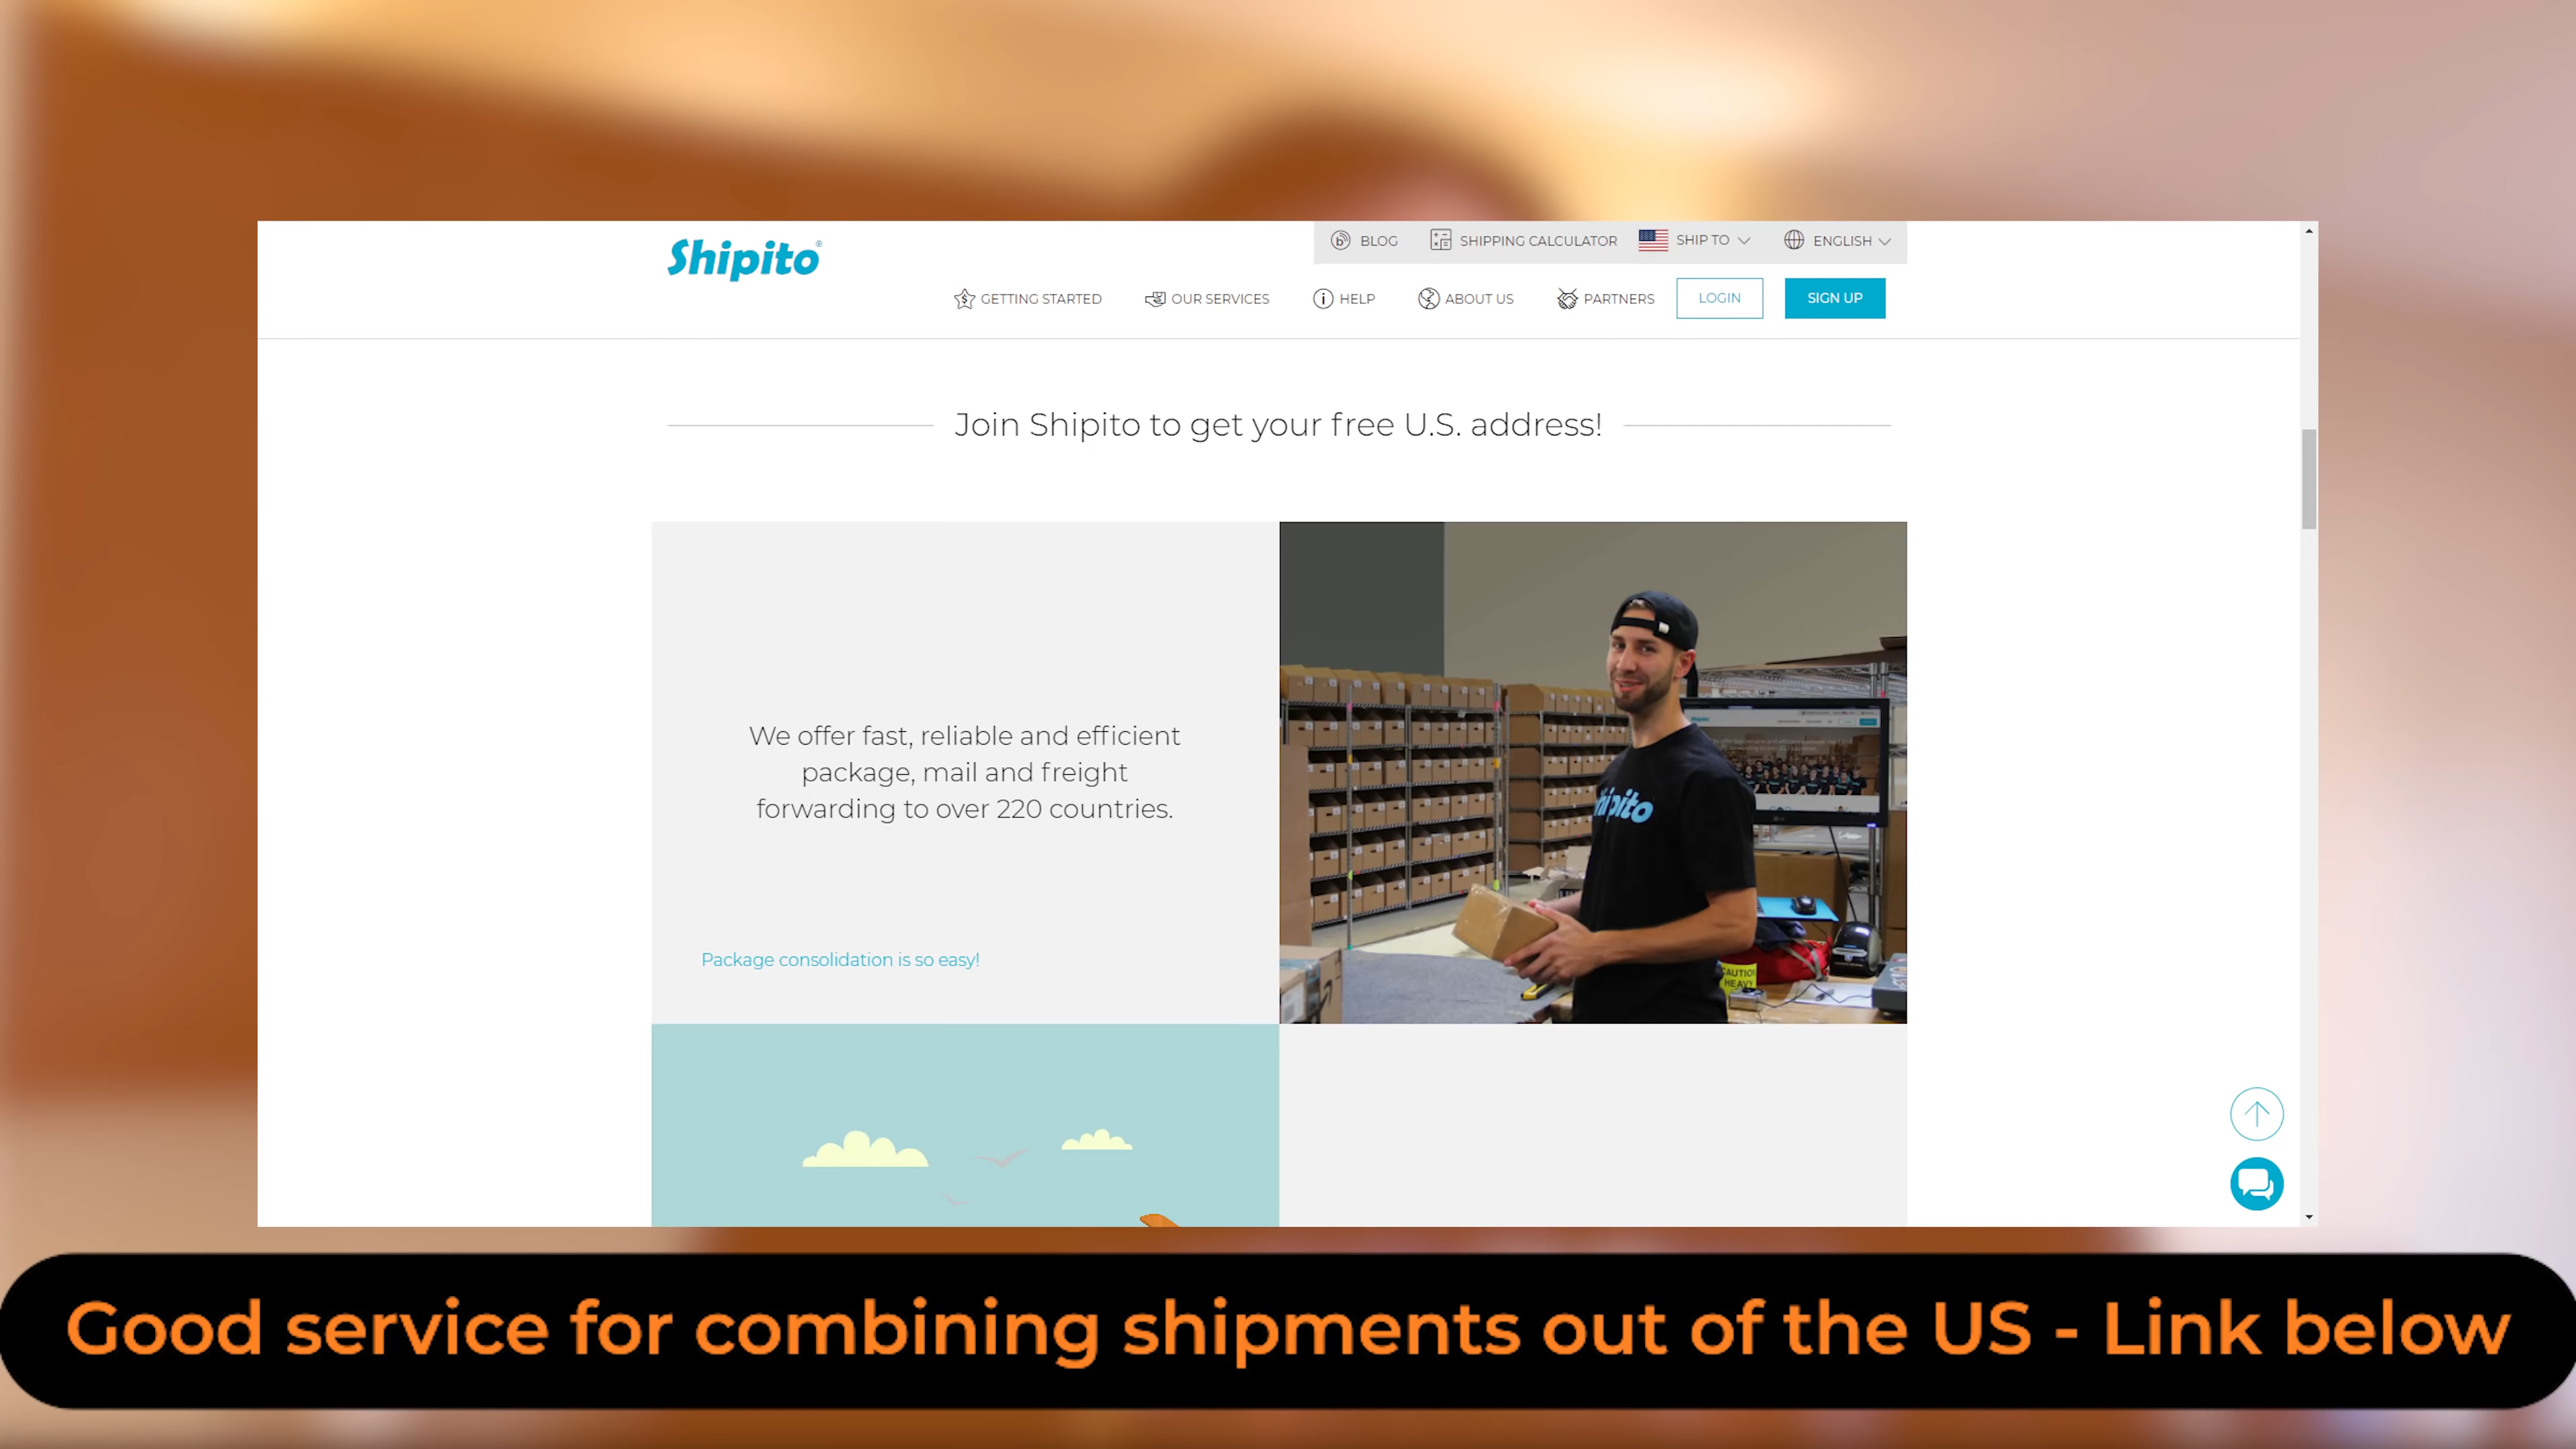 Shipito
BLOG SHIPPING CALCULATOR SHIP TO ENGLISH
GETTING STARTED OUR SERVICES HELP ABOUT US PARTNERS LOGIN SIGN UP
Join Shipito to get your free U.S. address!
We offer fast, reliable and efficient
package, mail and freight
forwarding to over 220 countries.
Package consolidation is so easy!
CAUTION
HEAVY
Good service for combining shipments out of the US - Link below